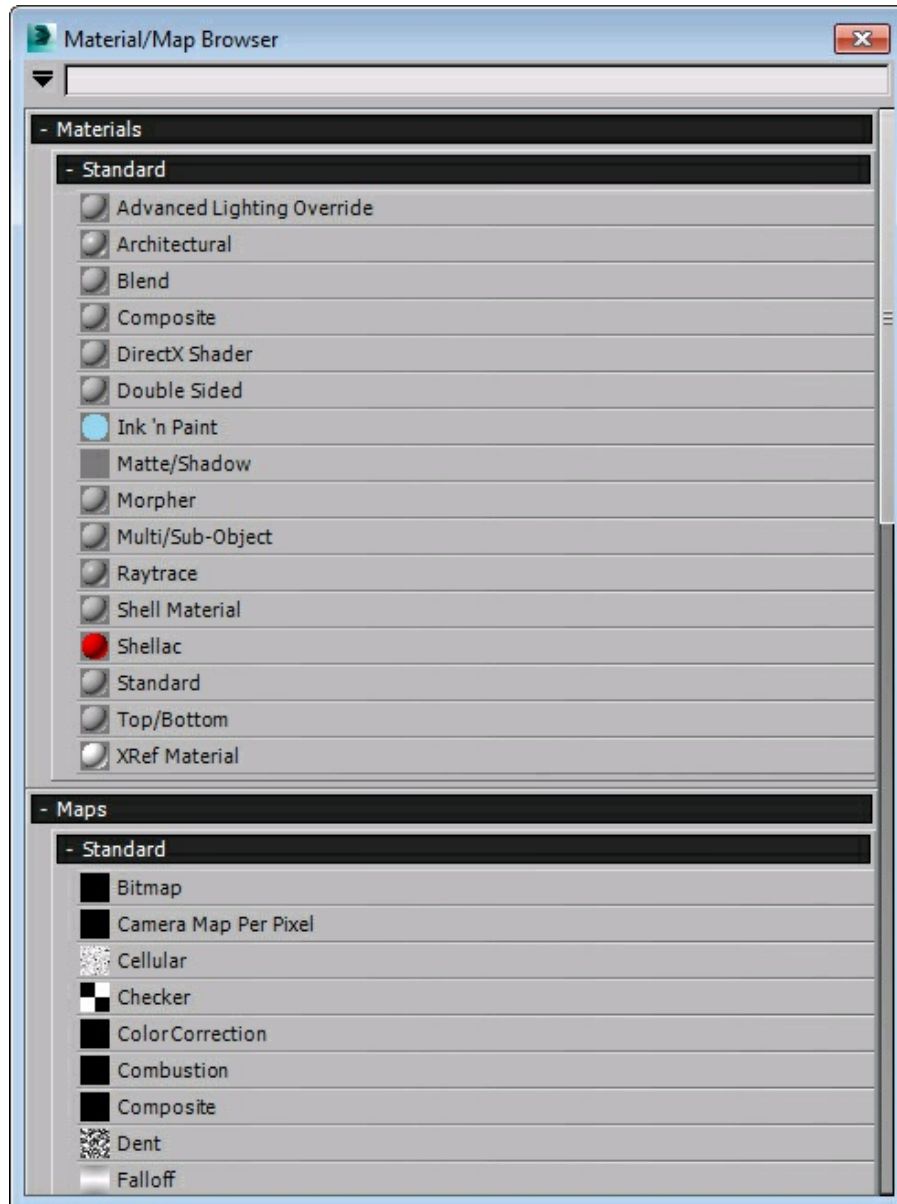 Material/Map Browser
- Materials
- Standard
Advanced Lighting Override
Architectural
Blend
Composite
DirectX Shader
Double Sided
Ink 'n Paint
Matte/Shadow
Morpher
Multi/Sub-Object
Raytrace
Shell Material
Shellac
Standard
Top/Bottom
XRef Material
- Maps
- Standard
Bitmap
Camera Map Per Pixel
Cellular
Checker
ColorCorrection
Combustion
Composite
Dent
Falloff